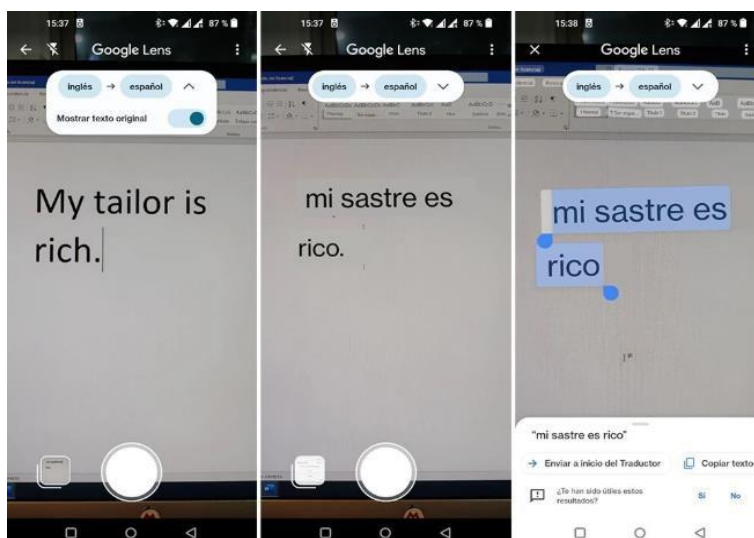 15:37
87 %
Google Lens
inglés → español
Mostrar texto original
My tailor is
rich.
15:37
87 %
Google Lens
inglés → español
mi sastre es
rico.
15:38
87 %
Google Lens
inglés → español
mi sastre es
rico
"mi sastre es rico"
→ Enviar a inicio del Traductor
Copiar texto
¿Te han sido útiles estos
resultados?
Sí
No